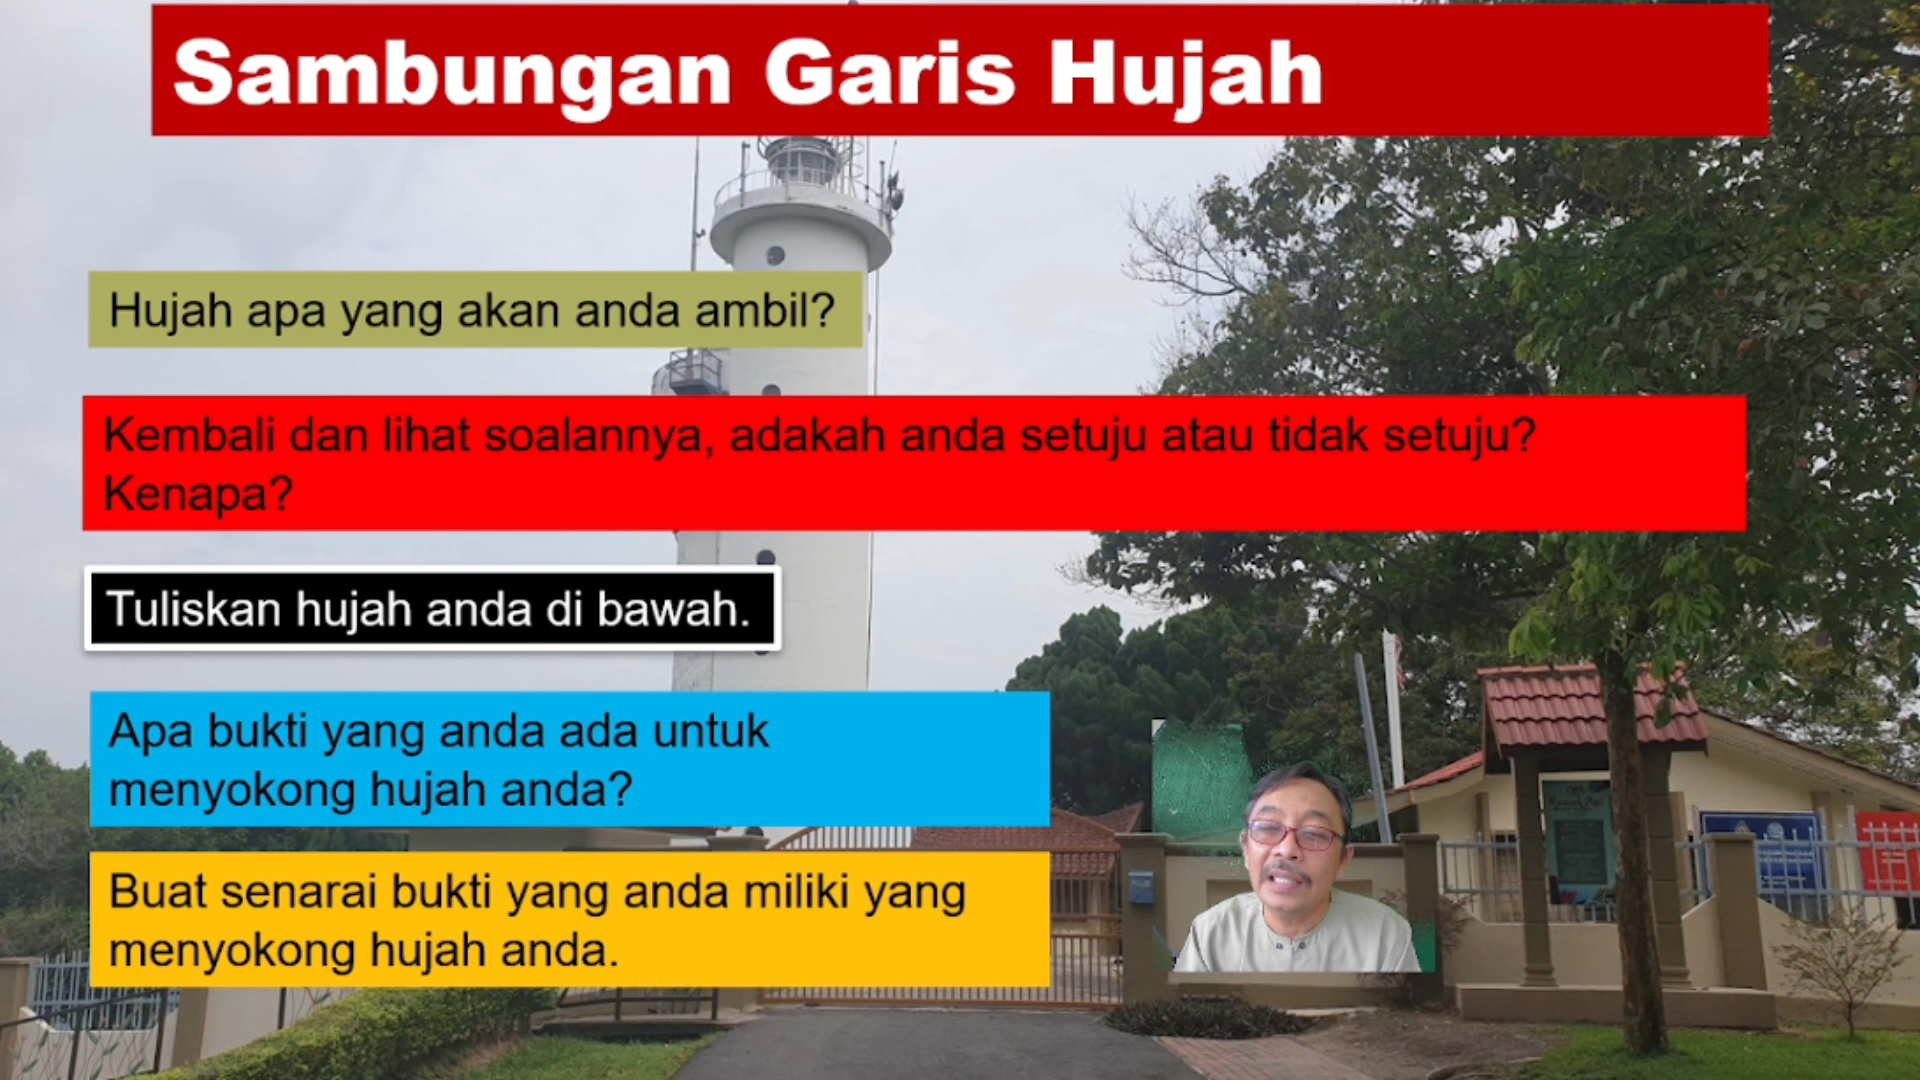 Sambungan Garis Hujah
Hujah apa yang akan anda ambil?
Kembali dan lihat soalannya, adakah anda setuju atau tidak setuju?
Kenapa?
Tuliskan hujah anda di bawah.
Apa bukti yang anda ada untuk
menyokong hujah anda?
Buat senarai bukti yang anda miliki yang
menyokong hujah anda.